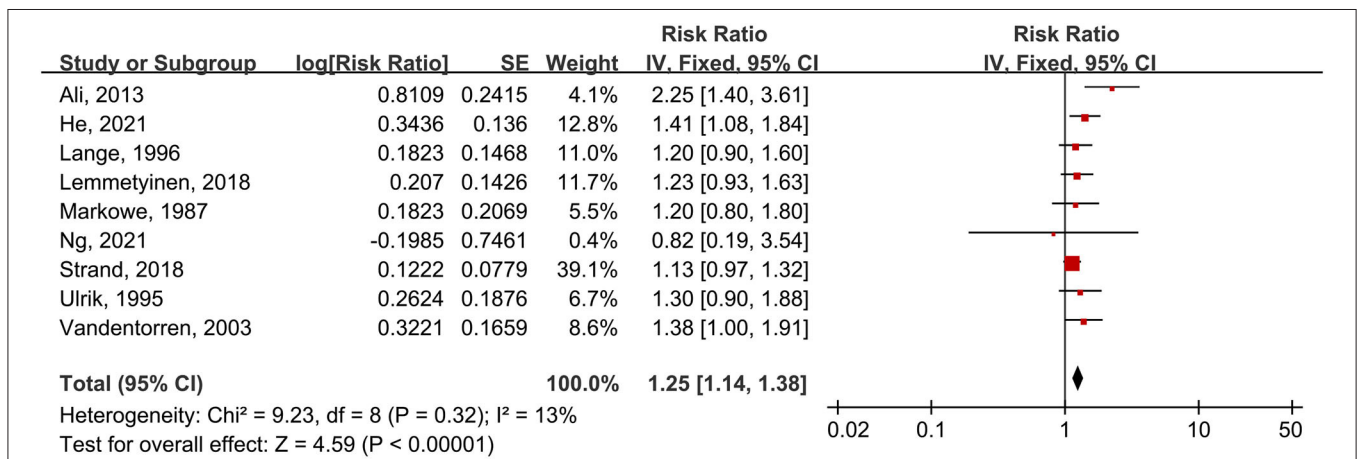 Risk Ratio Risk Ratio
Study or Subgroup log[Risk Ratio] SE Weight IV, Fixed, 95% CI IV, Fixed, 95% CI
Ali, 2013 0.8109 0.2415 4.1% 2.25 [1.40, 3.61]
He, 2021 0.3436 0.136 12.8% 1.41 [1.08, 1.84]
Lange, 1996 0.1823 0.1468 11.0% 1.20 [0.90, 1.60]
Lemmetyinen, 2018 0.207 0.1426 11.7% 1.23 [0.93, 1.63]
Markowe, 1987 0.1823 0.2069 5.5% 1.20 [0.80, 1.80]
Ng, 2021 -0.1985 0.7461 0.4% 0.82 [0.19, 3.54]
Strand, 2018 0.1222 0.0779 39.1% 1.13 [0.97, 1.32]
Ulrik, 1995 0.2624 0.1876 6.7% 1.30 [0.90, 1.88]
Vandentorren, 2003 0.3221 0.1659 8.6% 1.38 [1.00, 1.91]
Total (95% CI) 100.0% 1.25 [1.14, 1.38]
Heterogeneity: Chi² = 9.23, df = 8 (P = 0.32); I² = 13%
Test for overall effect: Z = 4.59 (P < 0.00001)
0.02 0.1 1 10 50